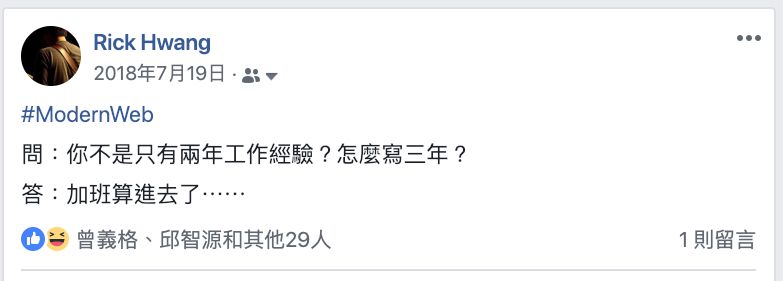 Rick Hwang
2018年7月19日 ·
#ModernWeb
問：你不是只有兩年工作經驗？怎麼寫三年？
答：加班算進去了⋯⋯
曾義格、邱智源和其他29人
1 則留言